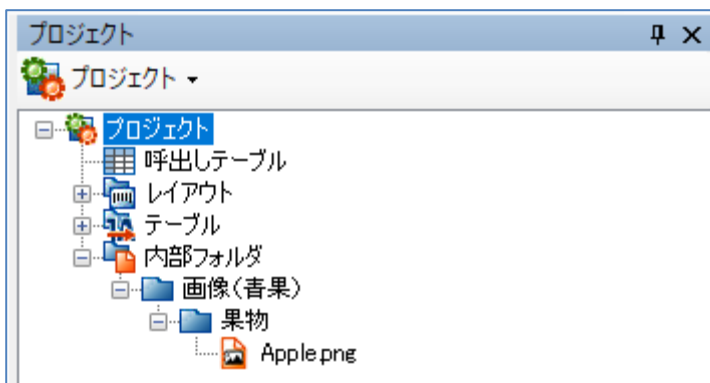 プロジェクト
プロジェクト
プロジェクト
呼出しテーブル
レイアウト
テーブル
内部フォルダ
画像(青果)
果物
Apple.png